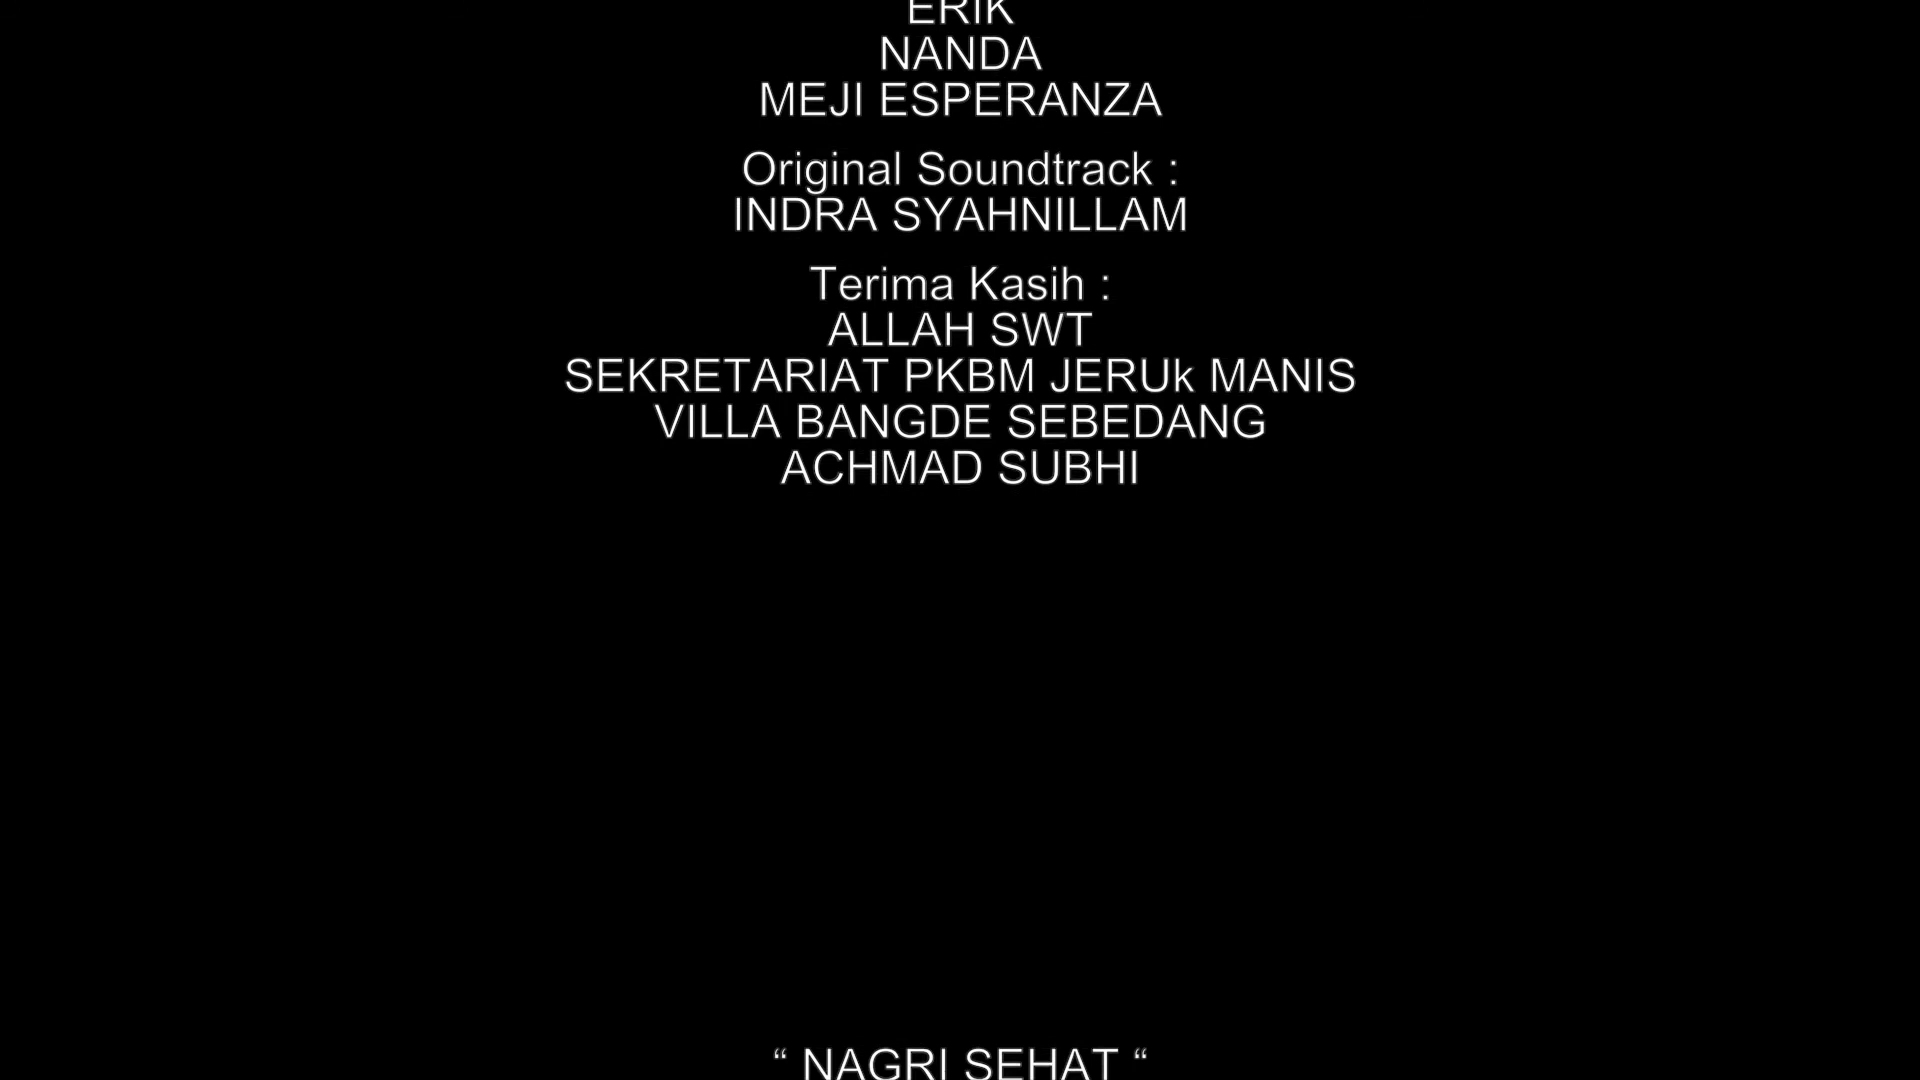 ERIK
NANDA
MEJI ESPERANZA
Original Soundtrack :
INDRA SYAHNILLAM
Terima Kasih :
ALLAH SWT
SEKRETARIAT PKBM JERUk MANIS
VILLA BANGDE SEBEDANG
ACHMAD SUBHI
“ NAGRI SEHAT “